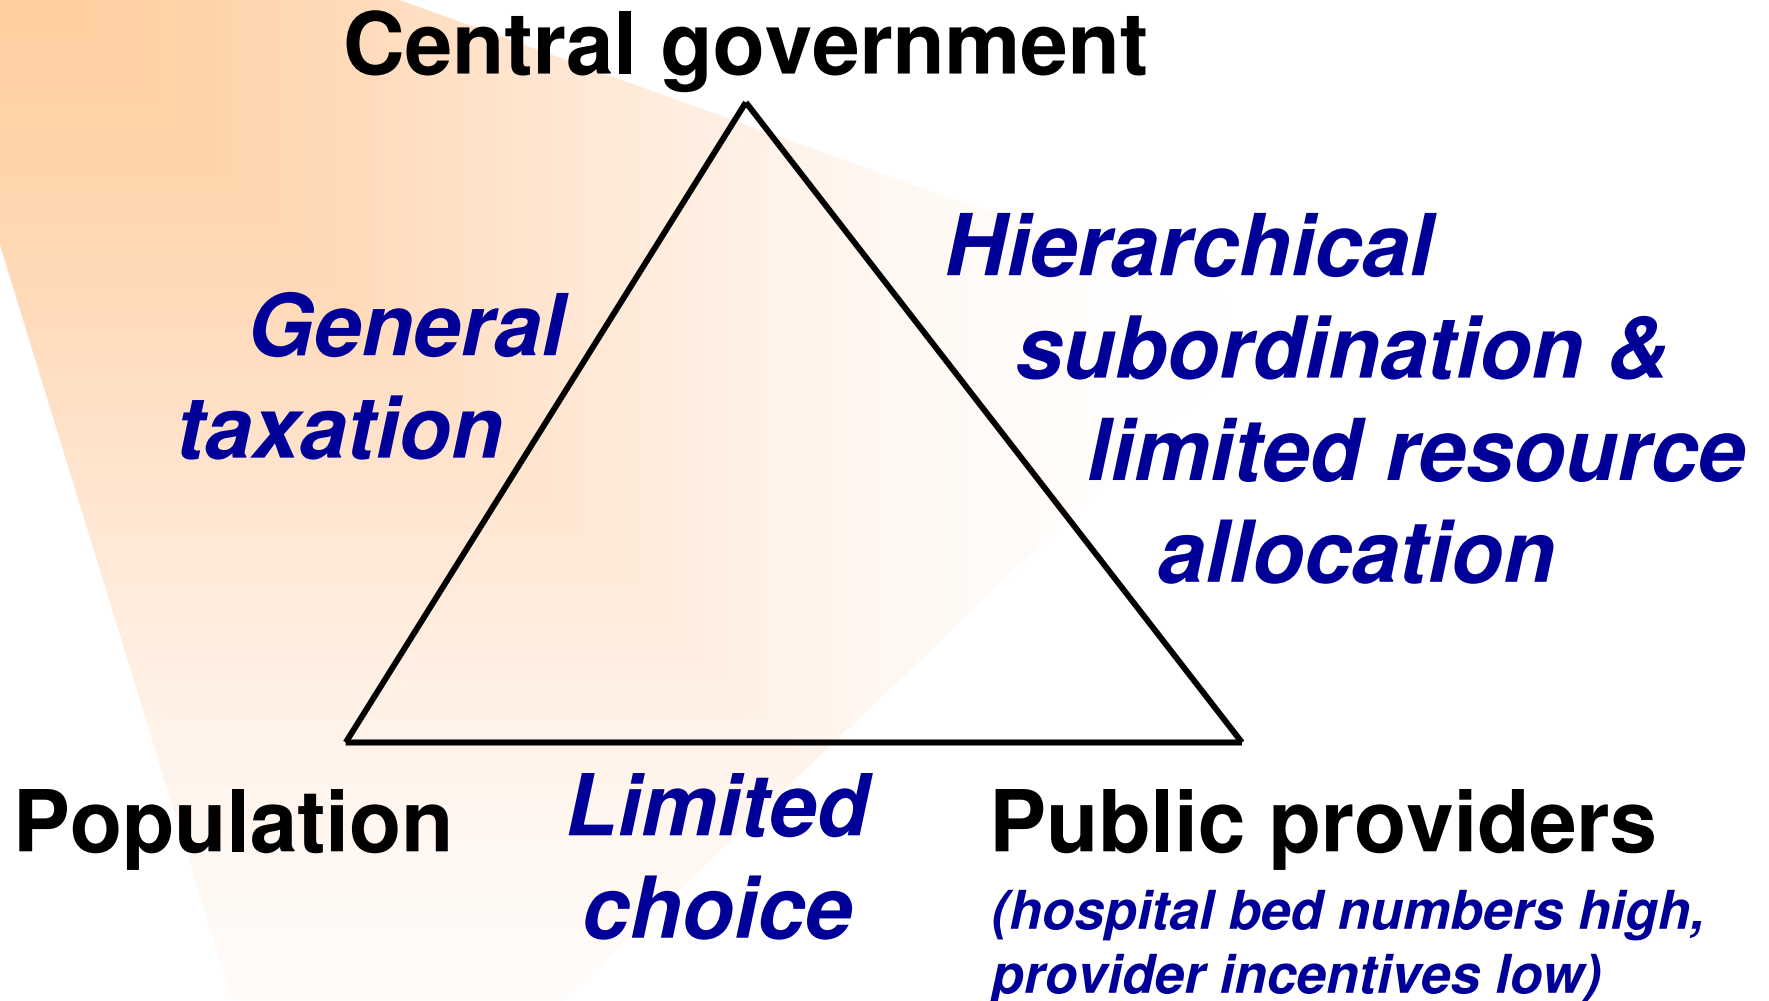 Central government
General
taxation
Hierarchical
subordination &
limited resource
allocation
Population
Limited
choice
Public providers
(hospital bed numbers high,
provider incentives low)